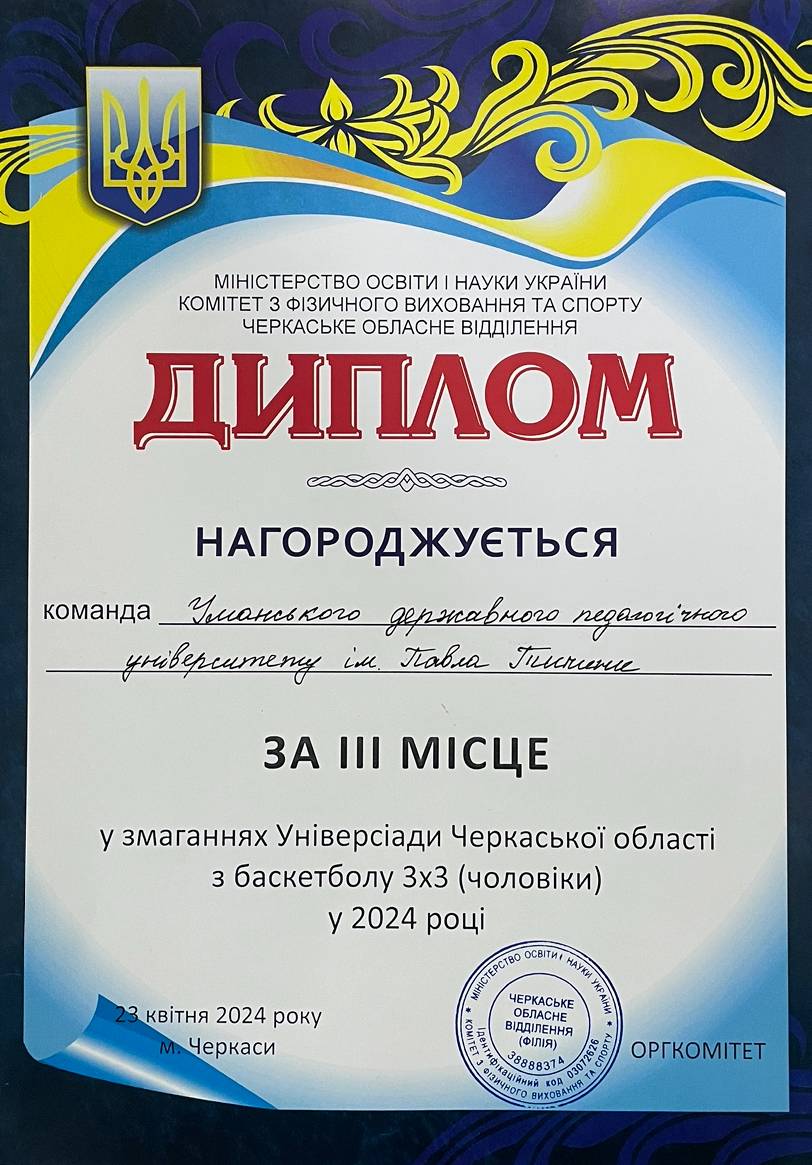 МІНІСТЕРСТВО ОСВІТИ І НАУКИ УКРАЇНИ
КОМІТЕТ З ФІЗИЧНОГО ВИХОВАННЯ ТА СПОРТУ
ЧЕРКАСЬКЕ ОБЛАСНЕ ВІДДІЛЕННЯ
ДИПЛОМ
НАГОРОДЖУЄТЬСЯ
команда Уманського державного педагогічного
університету ім. Павла Тичини
ЗА ІІІ МІСЦЕ
у змаганнях Універсіади Черкаської області
з баскетболу 3х3 (чоловіки)
у 2024 році
23 квітня 2024 року
м. Черкаси
МІНІСТЕРСТВО ОСВІТИ І НАУКИ УКРАЇНИ
КОМІТЕТ З ФІЗИЧНОГО ВИХОВАННЯ ТА СПОРТУ
Ідентифікаційний код 03072626
ЧЕРКАСЬКЕ
ОБЛАСНЕ
ВІДДІЛЕННЯ
(ФІЛІЯ)
38888374
ОРГКОМІТЕТ